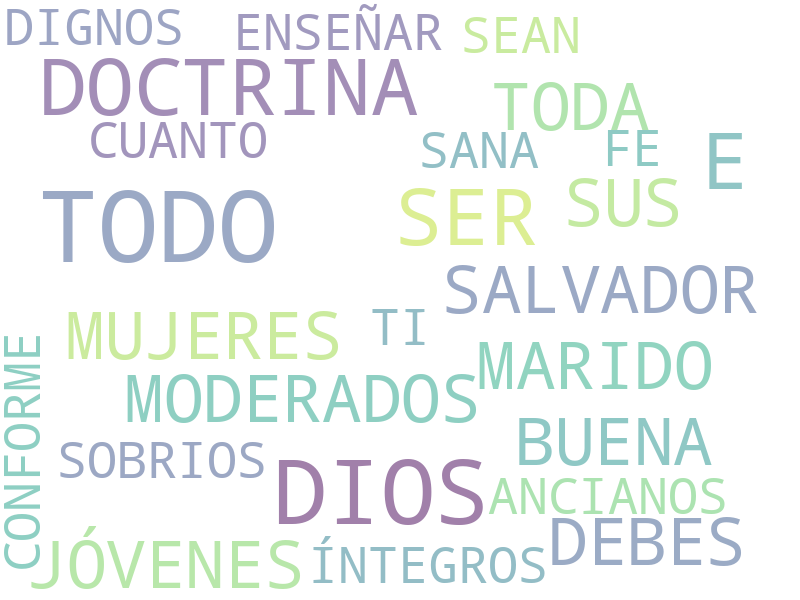 DIGNOS
ENSEÑAR
SEAN
DOCTRINA
TODA
CUANTO
SANA
FE
E
TODO
SER
SUS
SALVADOR
MUJERES
TI
MARIDO
CONFORME
MODERADOS
BUENA
SOBRIOS
DIOS
ANCIANOS
DEBES
JÓVENES
ÍNTEGROS